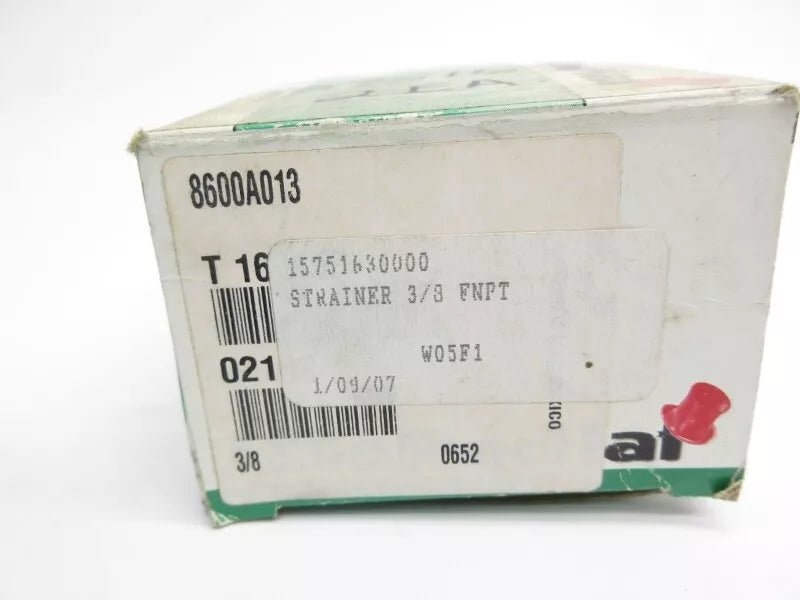 8600A013
T 16
15751630000
STRAINER 3/8 FNPT
W05F1
021
1/09/07
3/8
0652